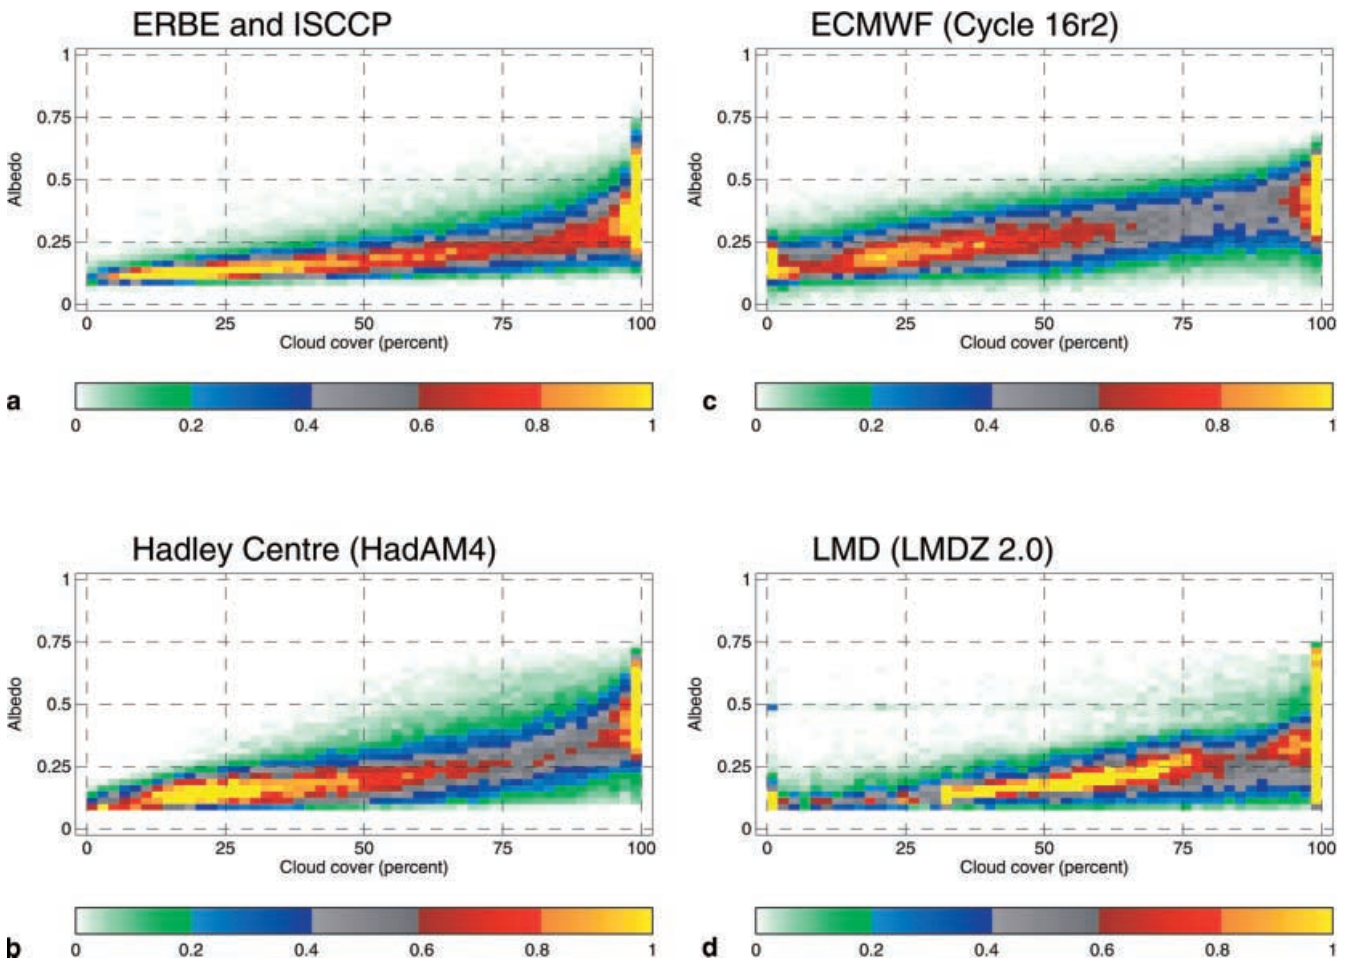 ERBE and ISCCP
1
0.75
0.5
0.25
0
Albedo
0 25 50 75 100
Cloud cover (percent)
a
0 0.2 0.4 0.6 0.8 1
ECMWF (Cycle 16r2)
1
0.75
0.5
0.25
0
Albedo
0 25 50 75 100
Cloud cover (percent)
c
0 0.2 0.4 0.6 0.8 1
Hadley Centre (HadAM4)
1
0.75
0.5
0.25
0
Albedo
0 25 50 75 100
Cloud cover (percent)
b
0 0.2 0.4 0.6 0.8 1
LMD (LMDZ 2.0)
1
0.75
0.5
0.25
0
Albedo
0 25 50 75 100
Cloud cover (percent)
d
0 0.2 0.4 0.6 0.8 1